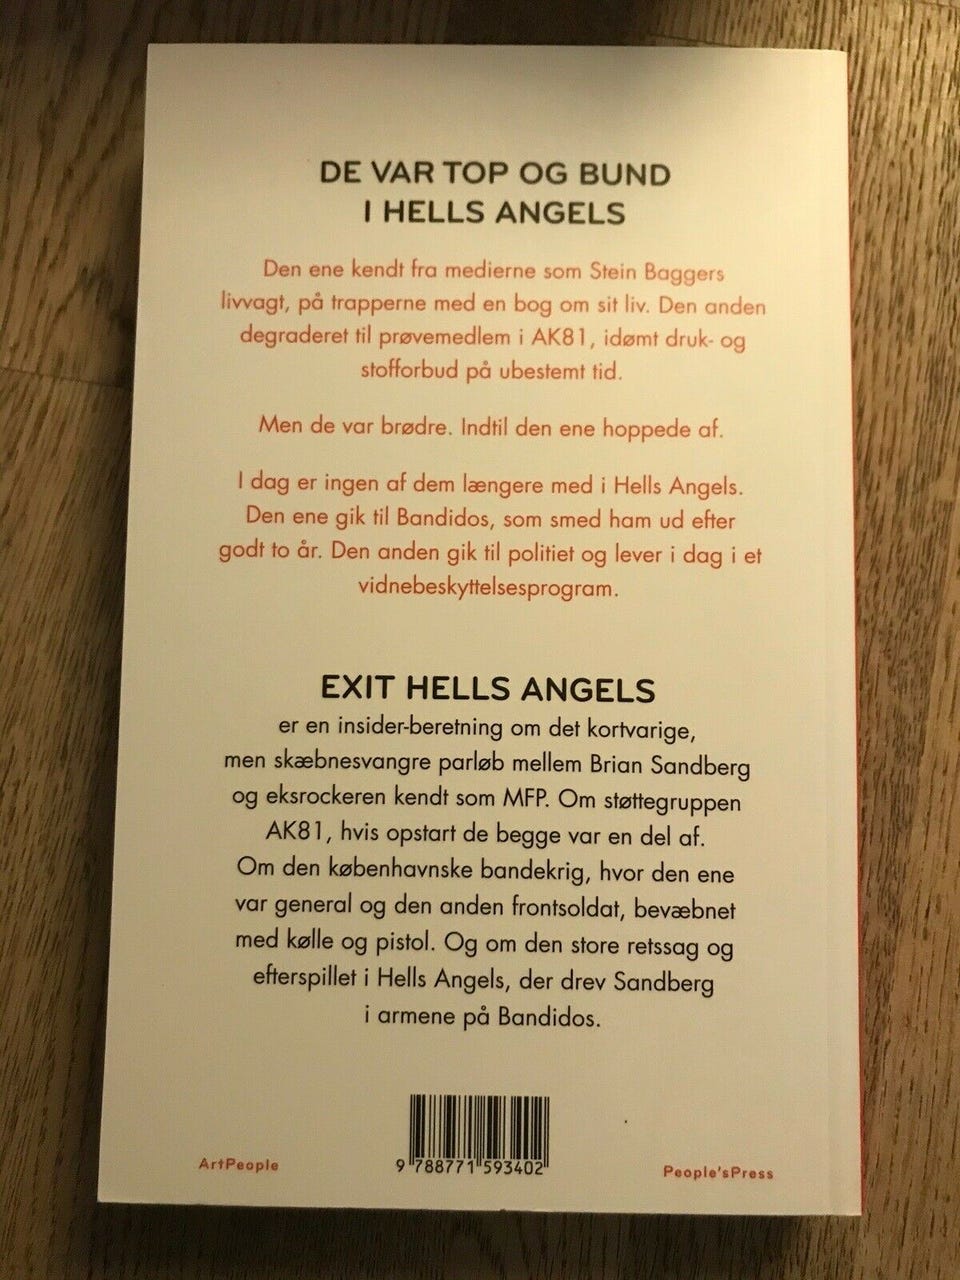 DE VAR TOP OG BUND
I HELLS ANGELS
Den ene kendt fra medierne som Stein Baggers
livvagt, på trapperne med en bog om sit liv. Den anden
degraderet til prøvemedlem i AK81, idømt druk- og
stofforbud på ubestemt tid.
Men de var brødre. Indtil den ene hoppede af.
I dag er ingen af dem længere med i Hells Angels.
Den ene gik til Bandidos, som smed ham ud efter
godt to år. Den anden gik til politiet og lever i dag i et
vidnebeskyttelsesprogram.
EXIT HELLS ANGELS
er en insider-beretning om det kortvarige,
men skæbnesvangre parløb mellem Brian Sandberg
og eksrockeren kendt som MFP. Om støttegruppen
AK81, hvis opstart de begge var en del af.
Om den københavnske bandekrig, hvor den ene
var general og den anden frontsoldat, bevæbnet
med kølle og pistol. Og om den store retssag og
efterspillet i Hells Angels, der drev Sandberg
i armene på Bandidos.
9 788771 593402
ArtPeople
People'sPress